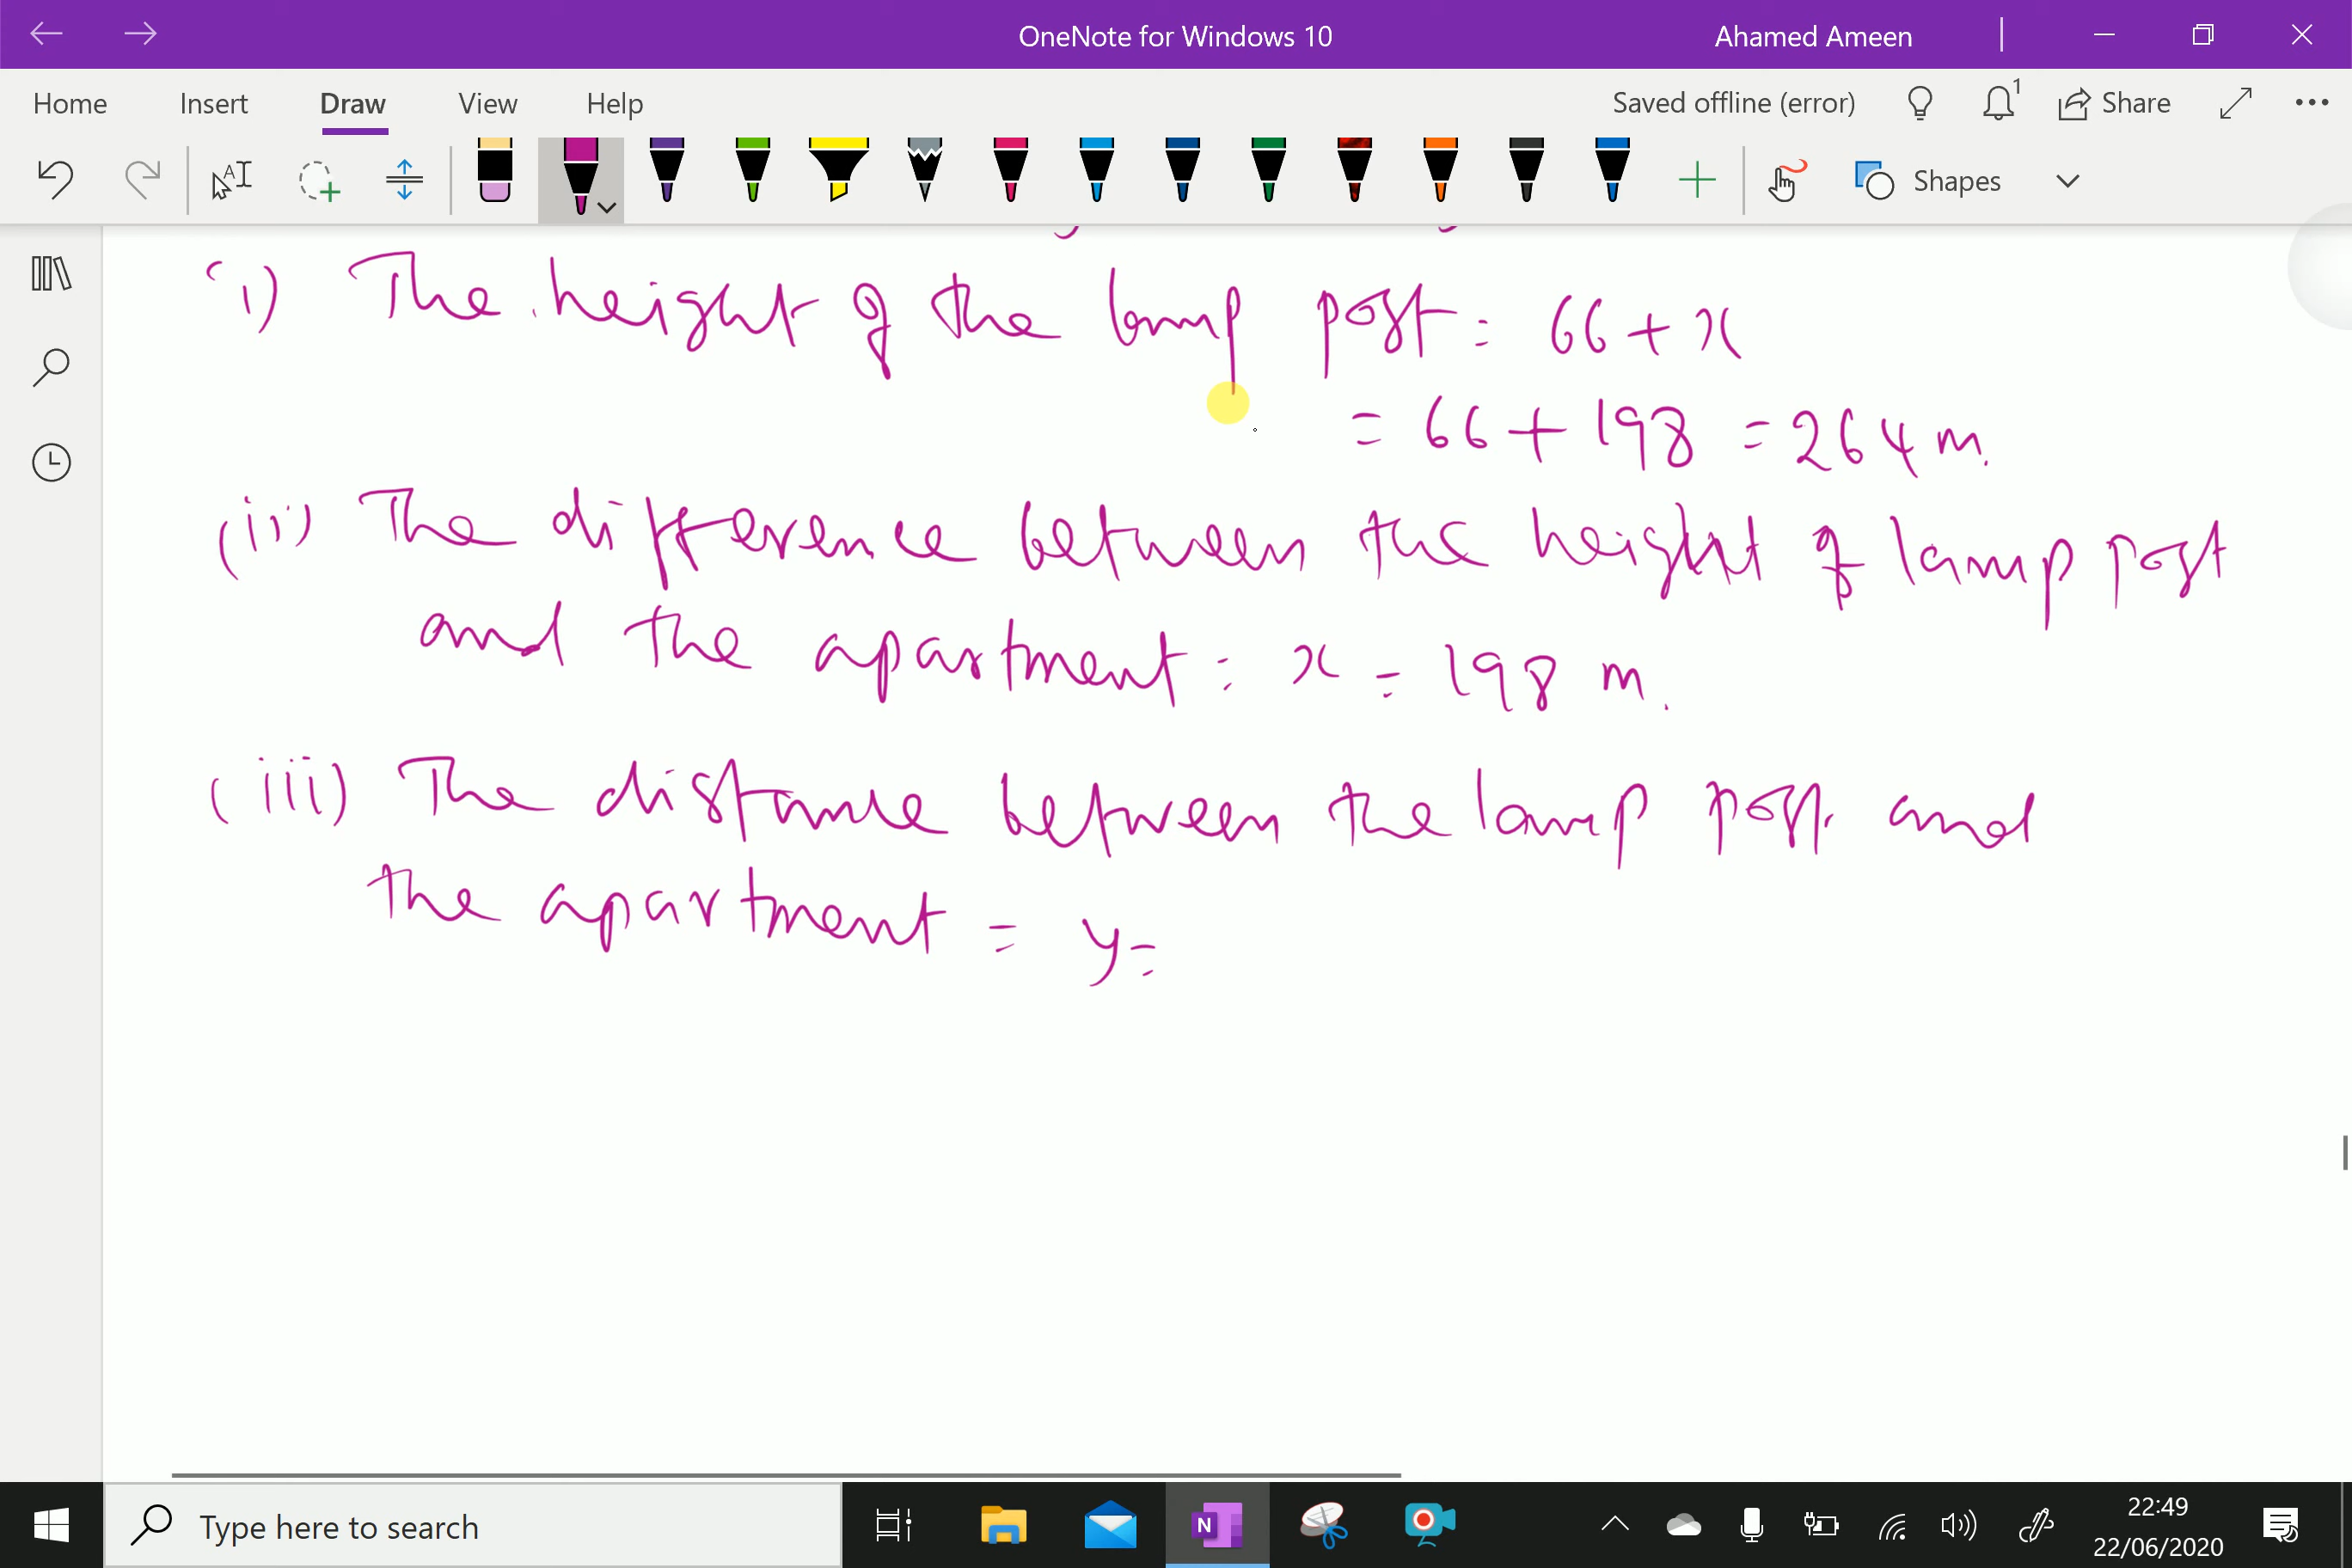 OneNote for Windows 10
Ahamed Ameen
Home Insert Draw View Help
Saved offline (error)
1
Share
Shapes
(i) The height of the lamp post = 66 + x
= 66 + 198 = 264 m.
(ii) The difference between the height of lamp post
and the apartment = x = 198 m.
(iii) The distance between the lamp post and
the apartment = y =
Type here to search
N
22:49
22/06/2020